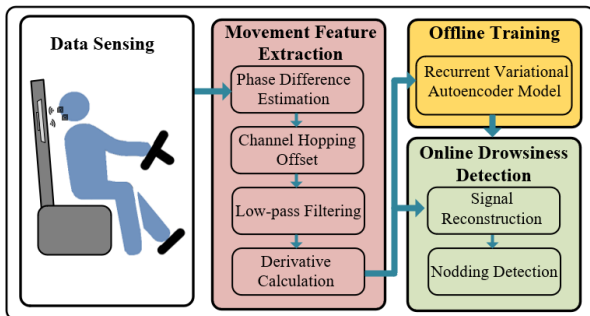 Data Sensing
Movement Feature
Extraction
Phase Difference
Estimation
Channel Hopping
Offset
Low-pass Filtering
Derivative
Calculation
Offline Training
Recurrent Variational
Autoencoder Model
Online Drowsiness
Detection
Signal
Reconstruction
Nodding Detection